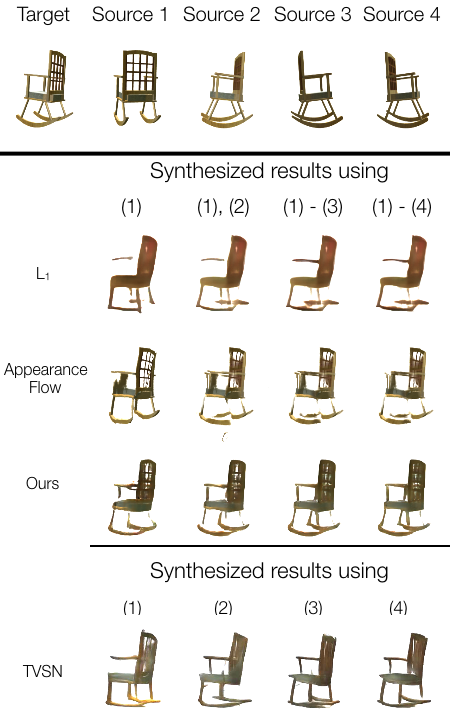 Target Source 1 Source 2 Source 3 Source 4
Synthesized results using
(1) (1), (2) (1) - (3) (1) - (4)
L1
Appearance
Flow
Ours
Synthesized results using
(1) (2) (3) (4)
TVSN